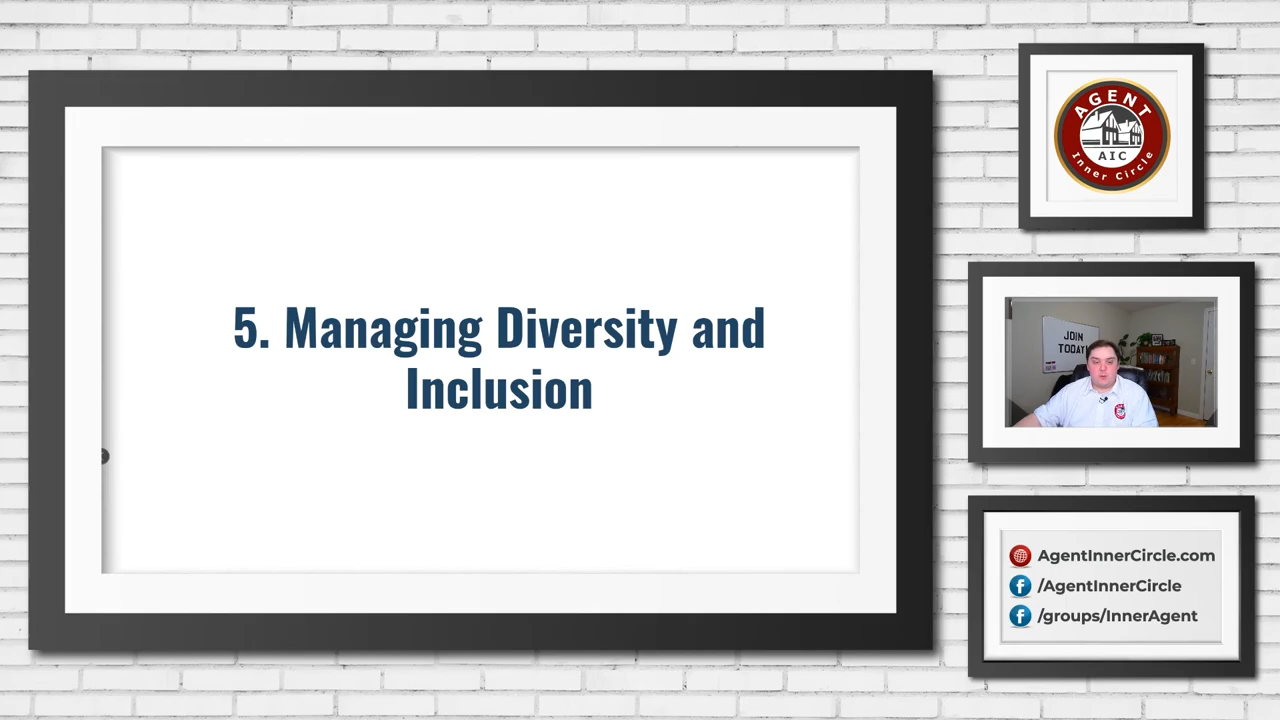 5. Managing Diversity and
Inclusion
AGENT
AIC
Inner Circle
JOIN
TODAY!
AgentInnerCircle.com
/AgentInnerCircle
/groups/InnerAgent